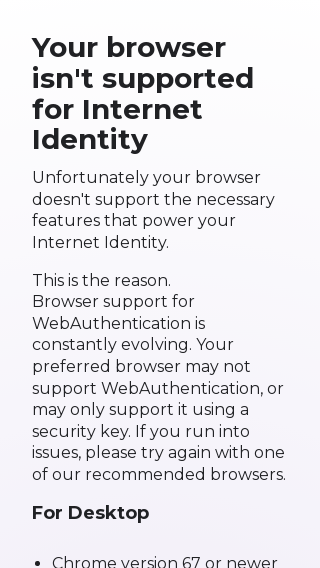 Your browser
isn't supported
for Internet
Identity
Unfortunately your browser
doesn't support the necessary
features that power your
Internet Identity.
This is the reason.
Browser support for
WebAuthentication is
constantly evolving. Your
preferred browser may not
support WebAuthentication, or
may only support it using a
security key. If you run into
issues, please try again with one
of our recommended browsers.
For Desktop
• Chrome version 67 or newer